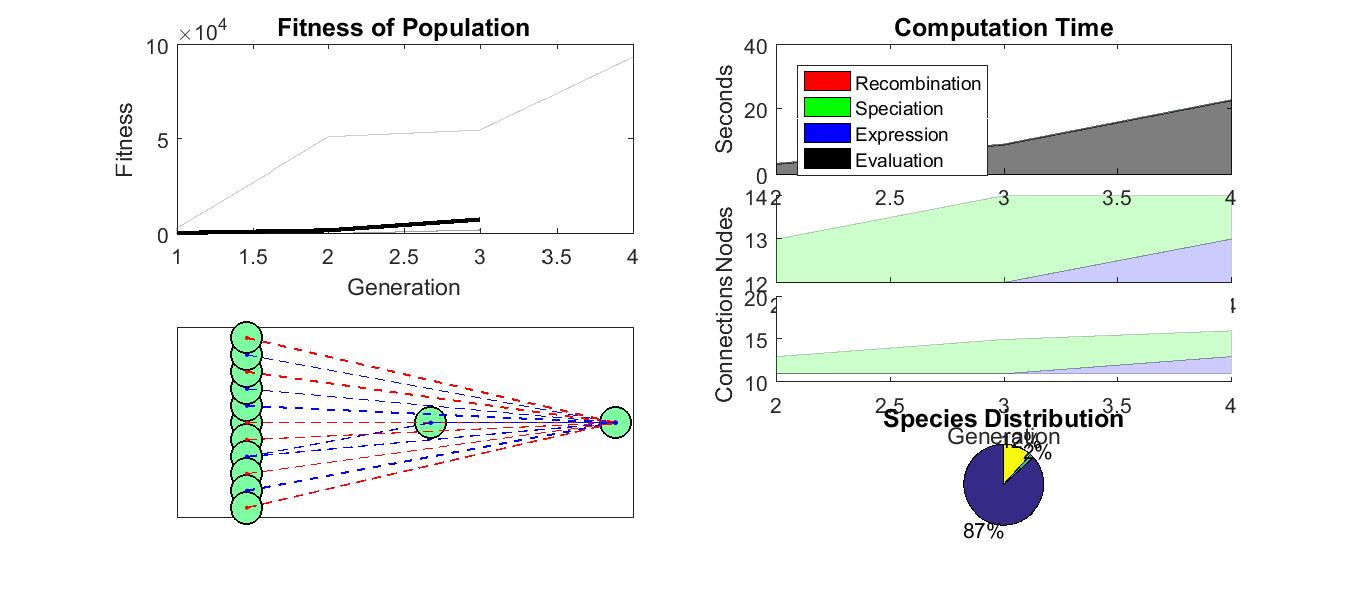 Fitness of Population
×10⁴
10
5
0
Fitness
1 1.5 2 2.5 3 3.5 4
Generation
Computation Time
40
20
0
Seconds
Recombination
Speciation
Expression
Evaluation
2 2.5 3 3.5 4
14
13
12
Nodes
20
15
10
Connections
2 2.5 3 3.5 4
Generation
Species Distribution
87%